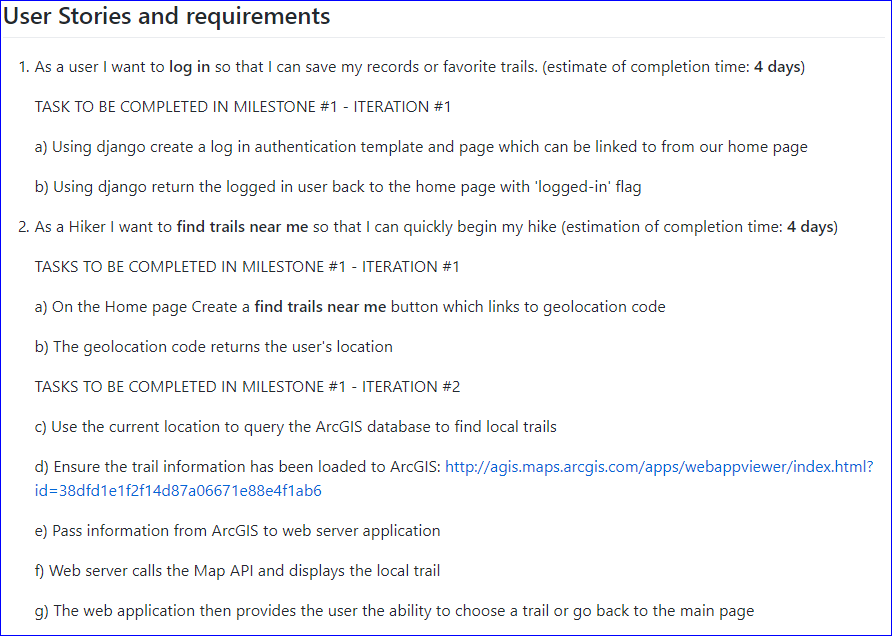 User Stories and requirements
1. As a user I want to log in so that I can save my records or favorite trails. (estimate of completion time: 4 days)
TASK TO BE COMPLETED IN MILESTONE #1 - ITERATION #1
a) Using django create a log in authentication template and page which can be linked to from our home page
b) Using django return the logged in user back to the home page with 'logged-in' flag
2. As a Hiker I want to find trails near me so that I can quickly begin my hike (estimation of completion time: 4 days)
TASKS TO BE COMPLETED IN MILESTONE #1 - ITERATION #1
a) On the Home page Create a find trails near me button which links to geolocation code
b) The geolocation code returns the user's location
TASKS TO BE COMPLETED IN MILESTONE #1 - ITERATION #2
c) Use the current location to query the ArcGIS database to find local trails
d) Ensure the trail information has been loaded to ArcGIS: http://agis.maps.arcgis.com/apps/webappviewer/index.html?
id=38dfd1e1f2f14d87a06671e88e4f1ab6
e) Pass information from ArcGIS to web server application
f) Web server calls the Map API and displays the local trail
g) The web application then provides the user the ability to choose a trail or go back to the main page